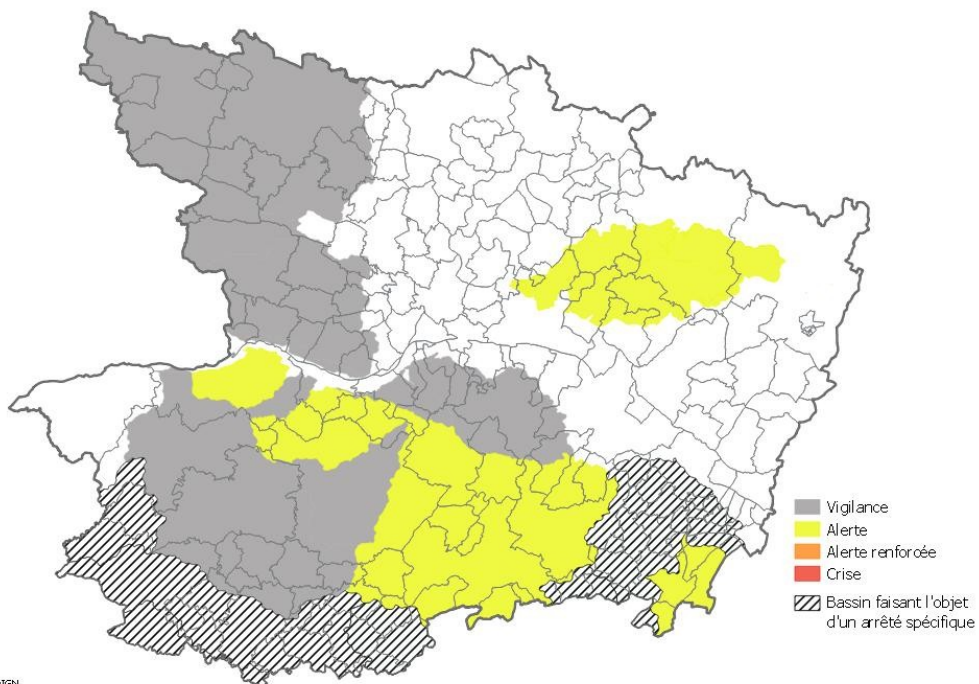 Vigilance
Alerte
Alerte renforcée
Crise
Bassin faisant l'objet
d'un arrêté spécifique